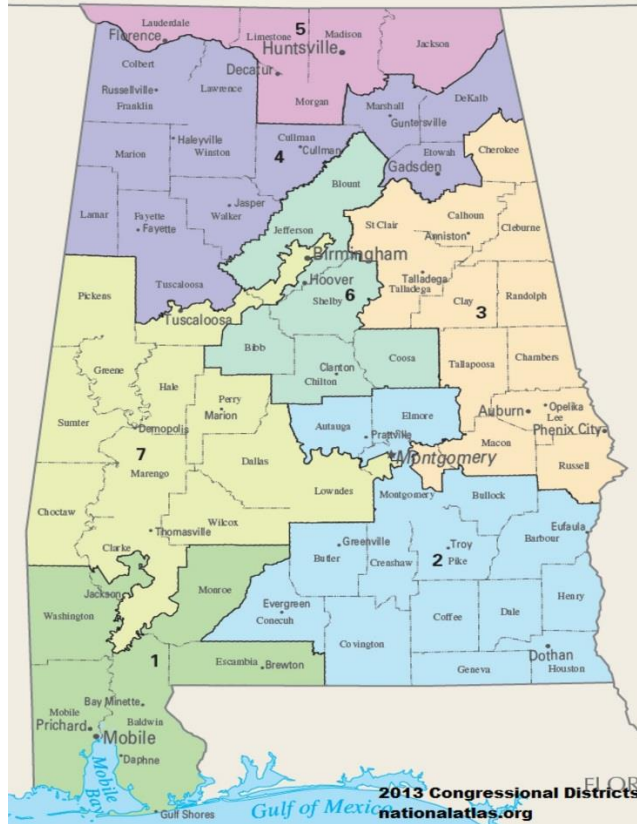 Lauderdale
Florence
5
Limestone
Madison
Huntsville
Jackson
Colbert
Decatur
Russellville
Franklin
Lawrence
Morgan
Marshall
DeKalb
Guntersville
Haleyville
Marion
Winston
Cullman
Cullman
4
Etowah
Gadsden
Cherokee
Blount
Lamar
Fayette
Fayette
Jasper
Walker
Jefferson
St Clair
Calhoun
Anniston
Cleburne
Birmingham
Tuscaloosa
Pickens
Hoover
Talladega
Talladega
Shelby
6
Clay
Randolph
3
Tuscaloosa
Bibb
Clanton
Chilton
Coosa
Tallapoosa
Chambers
Greene
Hale
Perry
Marion
Autauga
Elmore
Auburn
Opelika
Lee
Sumter
Demopolis
Prattville
Phenix City
Macon
7
Marengo
Dallas
Montgomery
Russell
Lowndes
Montgomery
Bullock
Choctaw
Thomasville
Wilcox
Eufaula
Barbour
Clarke
Greenville
Butler
Crenshaw
Troy
2
Pike
Jackson
Monroe
Henry
Washington
Evergreen
Conecuh
Coffee
Dale
Covington
1
Escambia
Brewton
Dothan
Geneva
Houston
Bay Minette
Mobile
Prichard
Baldwin
Mobile
Daphne
Mobile
Bay
FLOR
2013 Congressional Districts
Gulf Shores
Gulf of Mexico
nationalatlas.org